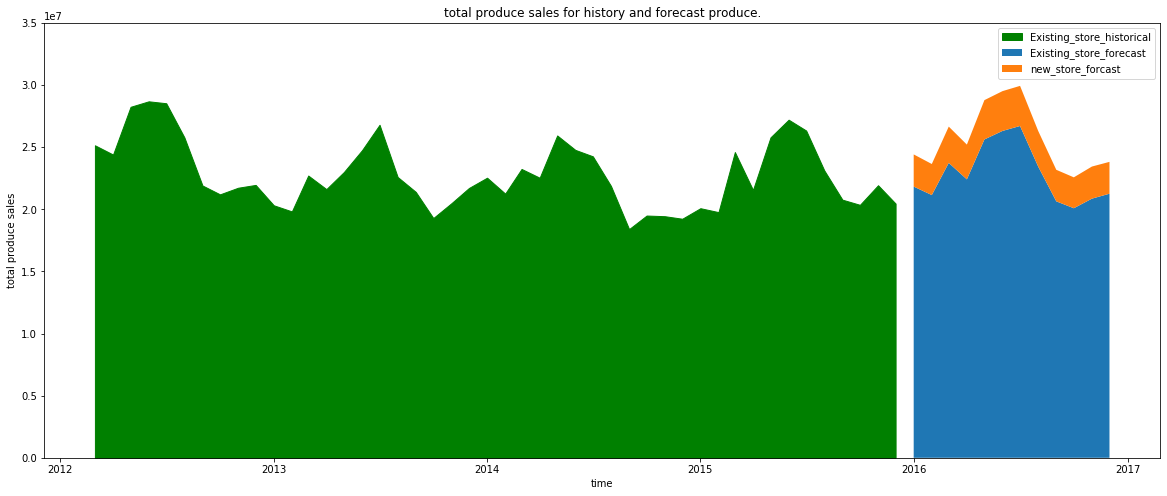 total produce sales for history and forecast produce.
1e7
3.5
3.0
2.5
2.0
1.5
1.0
0.5
0.0
total produce sales
Existing_store_historical
Existing_store_forecast
new_store_forcast
2012
2013
2014
2015
2016
2017
time